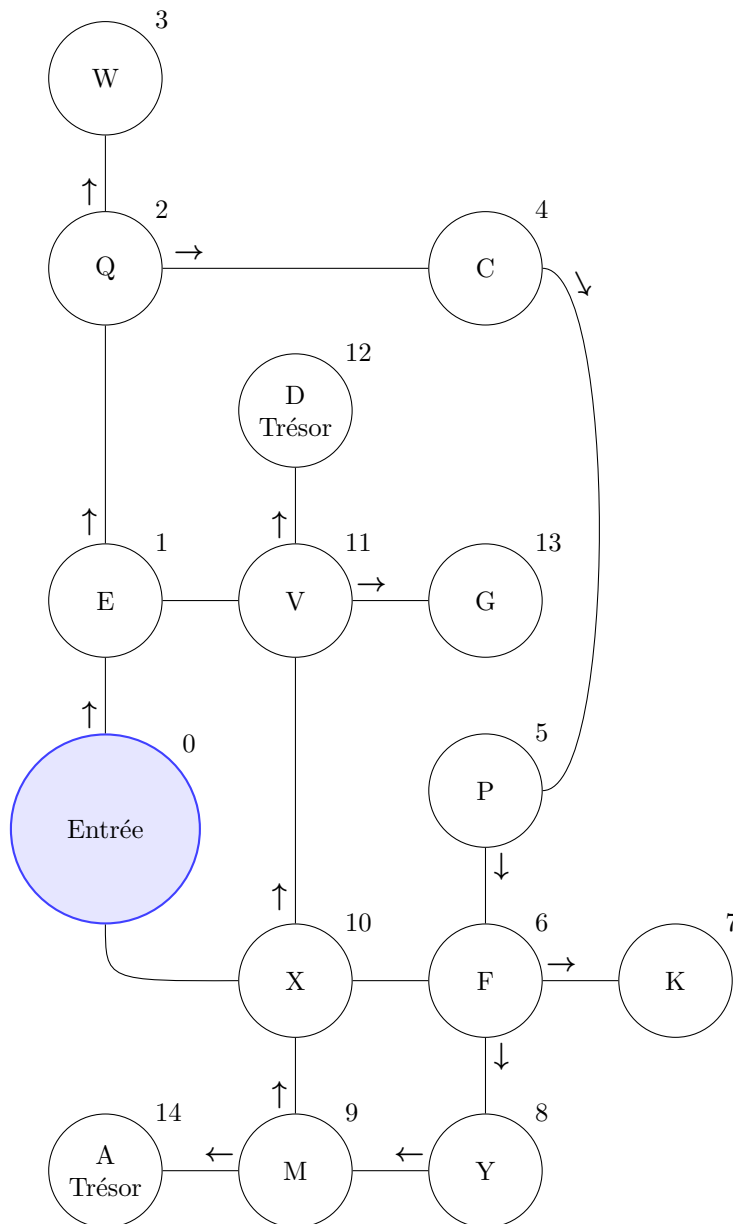 3
W
↑
2
Q
→
4
C
↘
12
D
Trésor
↑
↑
1
E
11
V
→
13
G
↑
0
Entrée
5
P
↓
↑
10
X
6
F
→
7
K
↑
↓
14
A
Trésor
←
9
M
←
8
Y